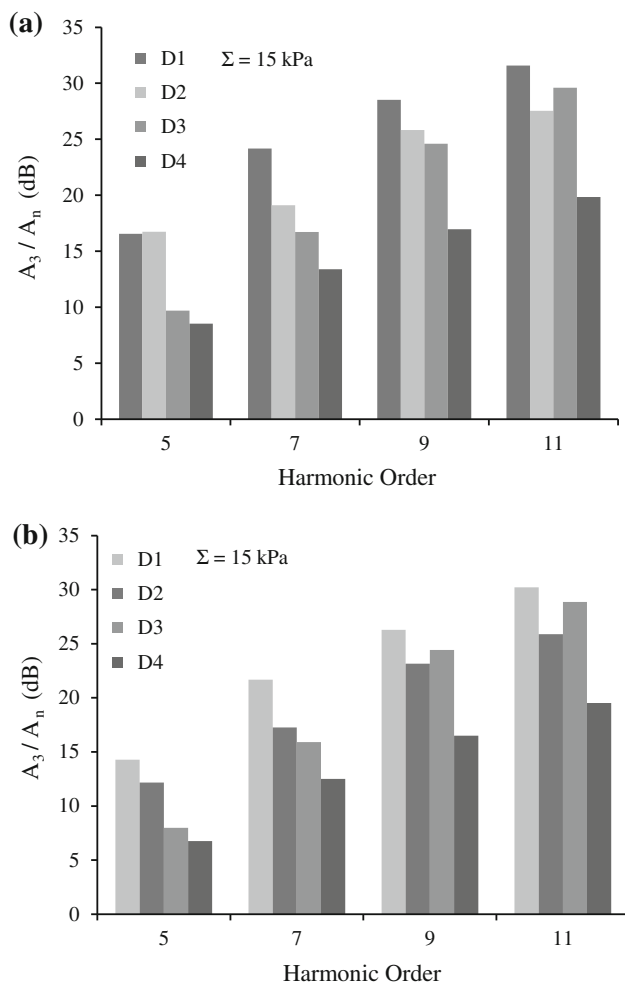 (a)
35
30
25
20
15
10
5
0
A₃ / Aₙ (dB)
D1
D2
D3
D4
Σ = 15 kPa
5 7 9 11
Harmonic Order
(b)
35
30
25
20
15
10
5
0
A₃ / Aₙ (dB)
D1
D2
D3
D4
Σ = 15 kPa
5 7 9 11
Harmonic Order